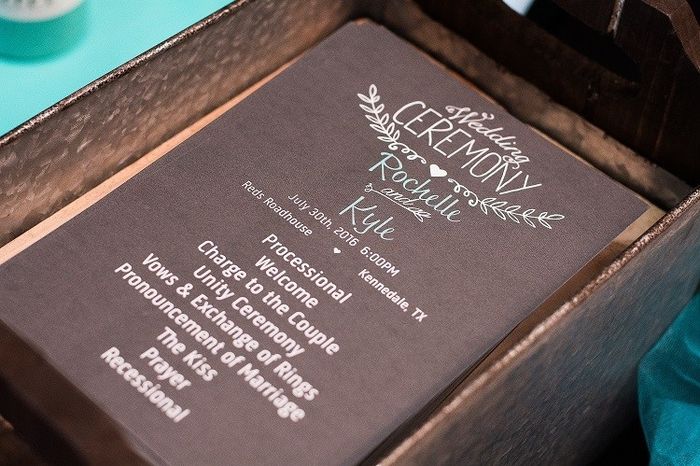 Wedding
CEREMONY
Rochelle
and
Kyle
July 30th, 2016 6:00PM
Reds Roadhouse Kennedale, TX
Processional
Welcome
Charge to the Couple
Unity Ceremony
Vows & Exchange of Rings
Pronouncement of Marriage
The Kiss
Prayer
Recessional